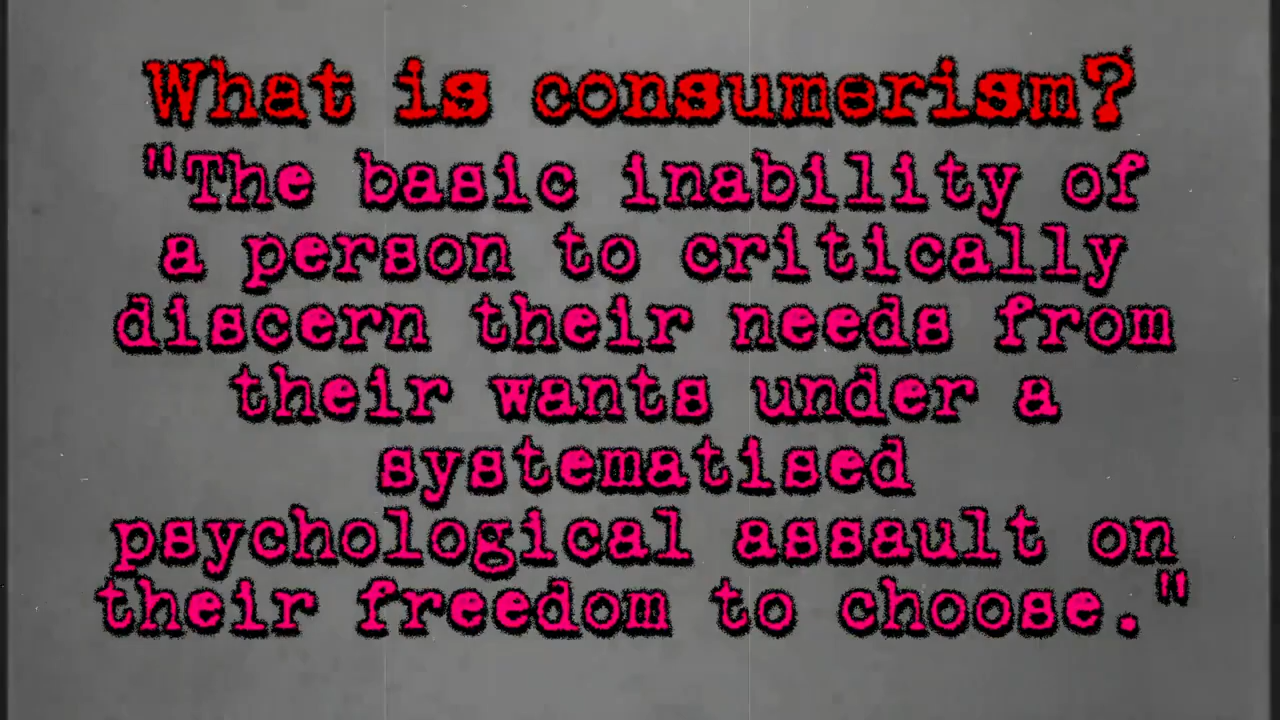 What is consumerism?
"The basic inability of
a person to critically
discern their needs from
their wants under a
systematised
psychological assault on
their freedom to choose."